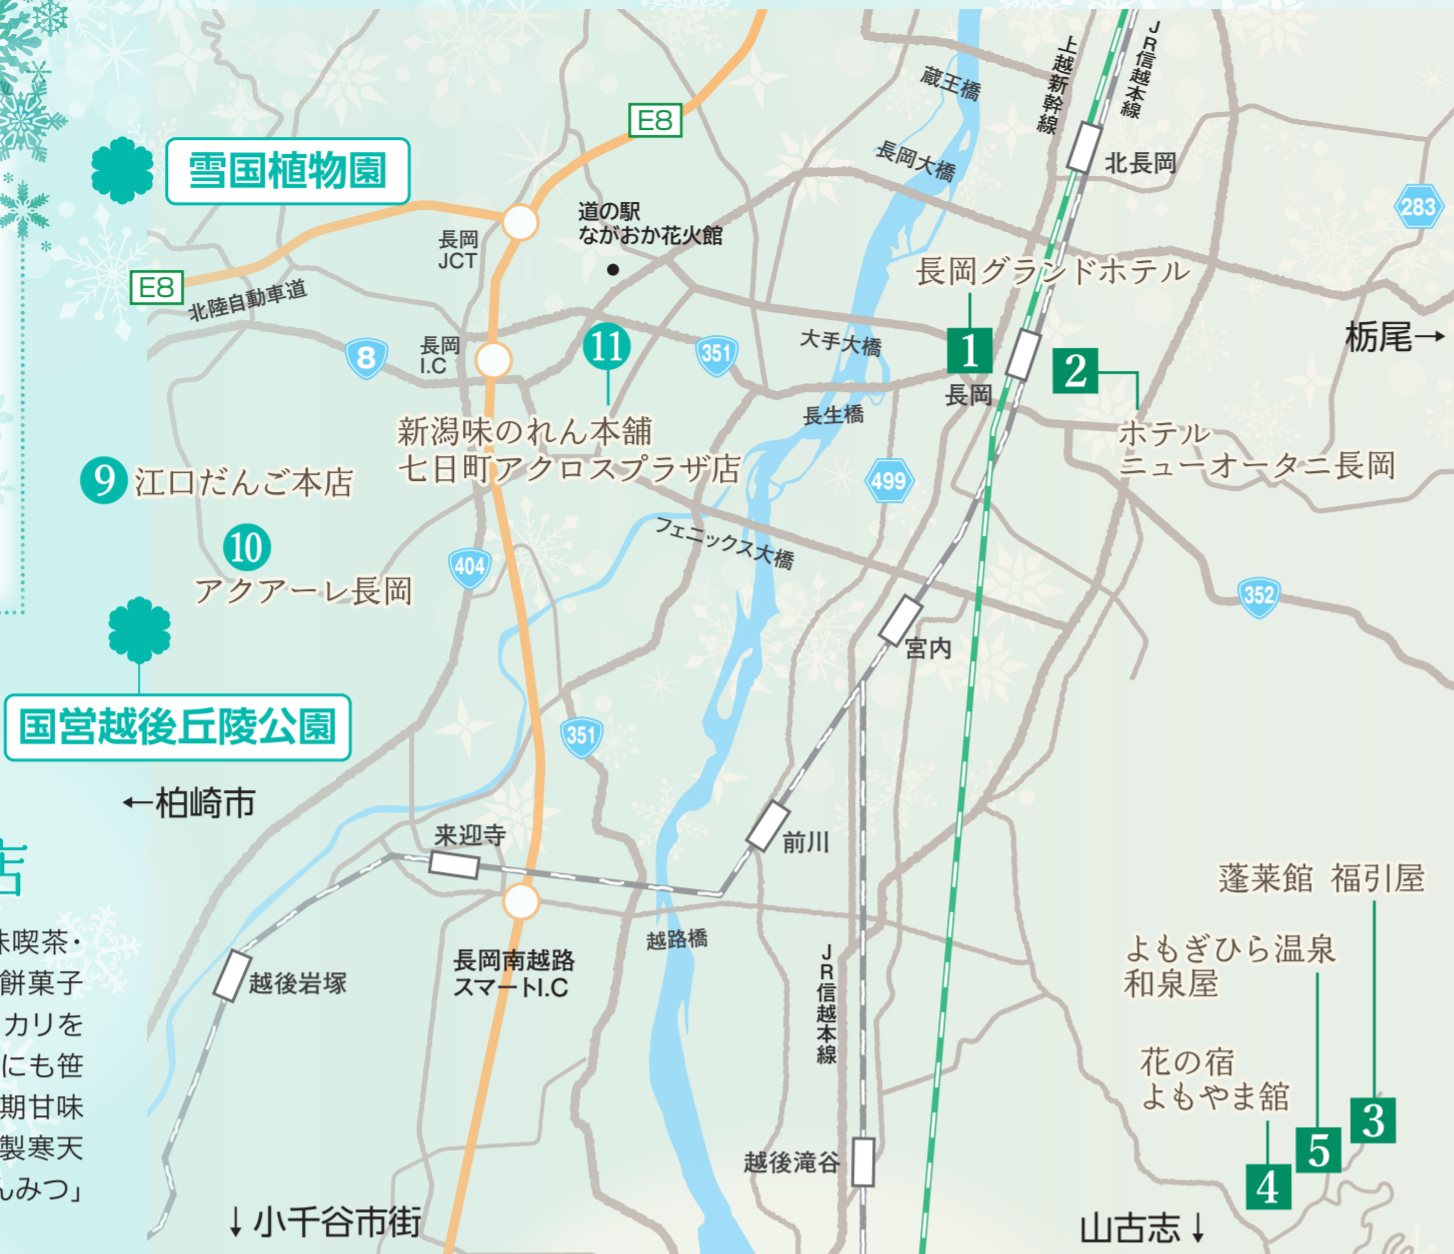 蔵王橋
上越新幹線
JR信越本線
E8
長岡大橋
北長岡
雪国植物園
283
道の駅
ながおか花火館
長岡
JCT
長岡グランドホテル
E8
北陸自動車道
大手大橋
栃尾→
8
長岡
I.C
11
351
1
2
長岡
長生橋
新潟味のれん本舗
七日町アクロスプラザ店
ホテル
ニューオータニ長岡
9 江口だんご本店
499
10
アクアーレ長岡
フェニックス大橋
404
352
宮内
国営越後丘陵公園
351
←柏崎市
来迎寺
前川
店
蓬莱館 福引屋
味喫茶・
餅菓子
カリを
にも笹
期甘味
製寒天
んみつ」
越路橋
よもぎひら温泉
和泉屋
長岡南越路
スマートI.C
越後岩塚
JR信越本線
花の宿
よもやま舘
3
5
4
越後滝谷
↓小千谷市街
山古志↓